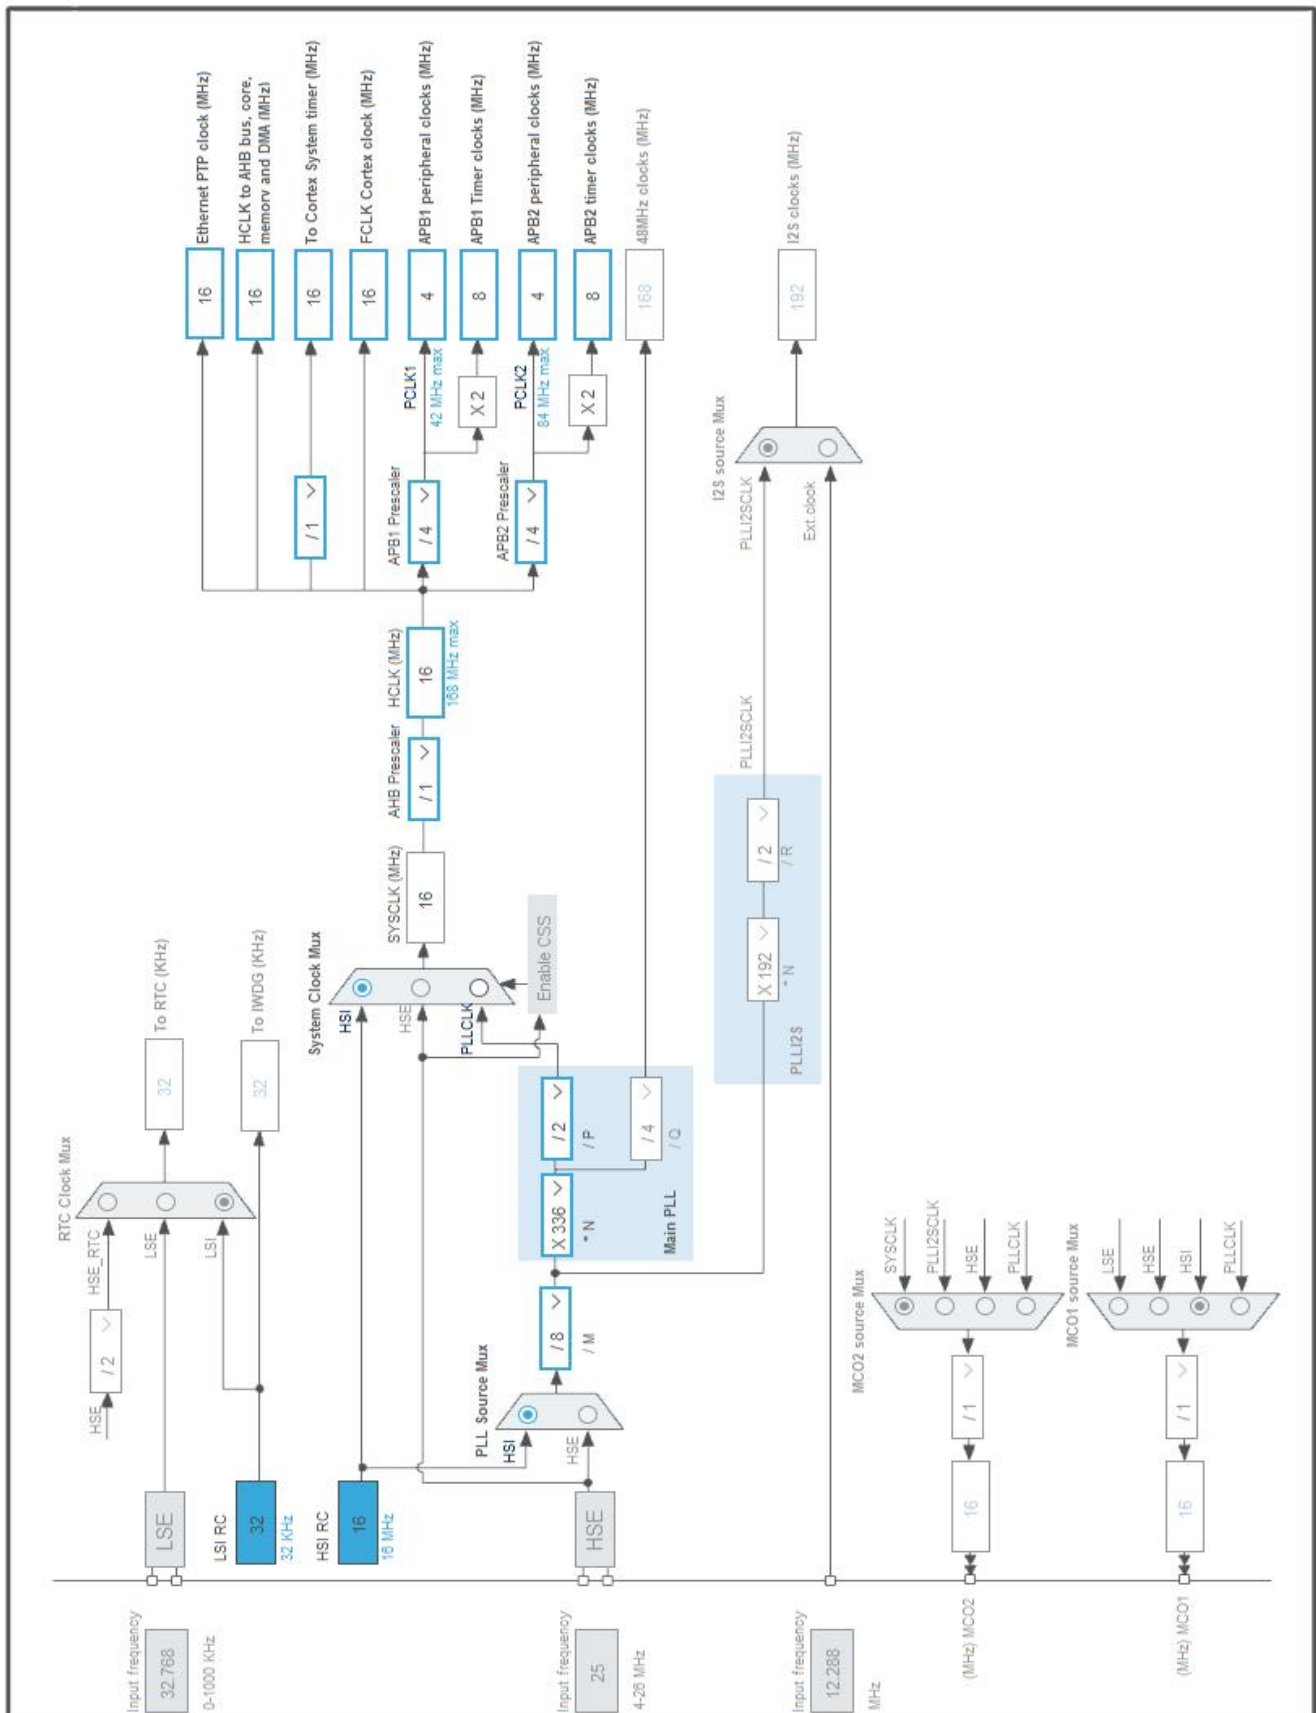 Input frequency
32.768
0-1000 KHz
LSE
HSE
/ 2
HSE_RTC
LSE
LSI
RTC Clock Mux
32
To RTC (KHz)
LSI RC
32
32 KHz
32
To IWDG (KHz)
HSI RC
16
16 MHz
System Clock Mux
HSI
HSE
PLLCLK
Enable CSS
SYSCLK (MHz)
16
AHB Prescaler
/ 1
HCLK (MHz)
16
168 MHz max
16
Ethernet PTP clock (MHz)
16
HCLK to AHB bus, core,
memory and DMA (MHz)
/ 1
16
To Cortex System timer (MHz)
16
FCLK Cortex clock (MHz)
APB1 Prescaler
/ 4
PCLK1
42 MHz max
4
APB1 peripheral clocks (MHz)
X 2
8
APB1 Timer clocks (MHz)
APB2 Prescaler
/ 4
PCLK2
84 MHz max
4
APB2 peripheral clocks (MHz)
X 2
8
APB2 timer clocks (MHz)
168
48MHz clocks (MHz)
Input frequency
25
4-26 MHz
HSE
PLL Source Mux
HSI
HSE
/ 8
/ M
X 336
* N
/ 2
/ P
/ 4
/ Q
Main PLL
PLLI2S
X 192
* N
/ 2
/ R
PLLI2SCLK
PLLI2SCLK
I2S source Mux
Ext.clock
192
I2S clocks (MHz)
Input frequency
12.288
MHz
MCO2 source Mux
SYSCLK
PLLI2SCLK
HSE
PLLCLK
/ 1
16
(MHz) MCO2
MCO1 source Mux
LSE
HSE
HSI
PLLCLK
/ 1
16
(MHz) MCO1